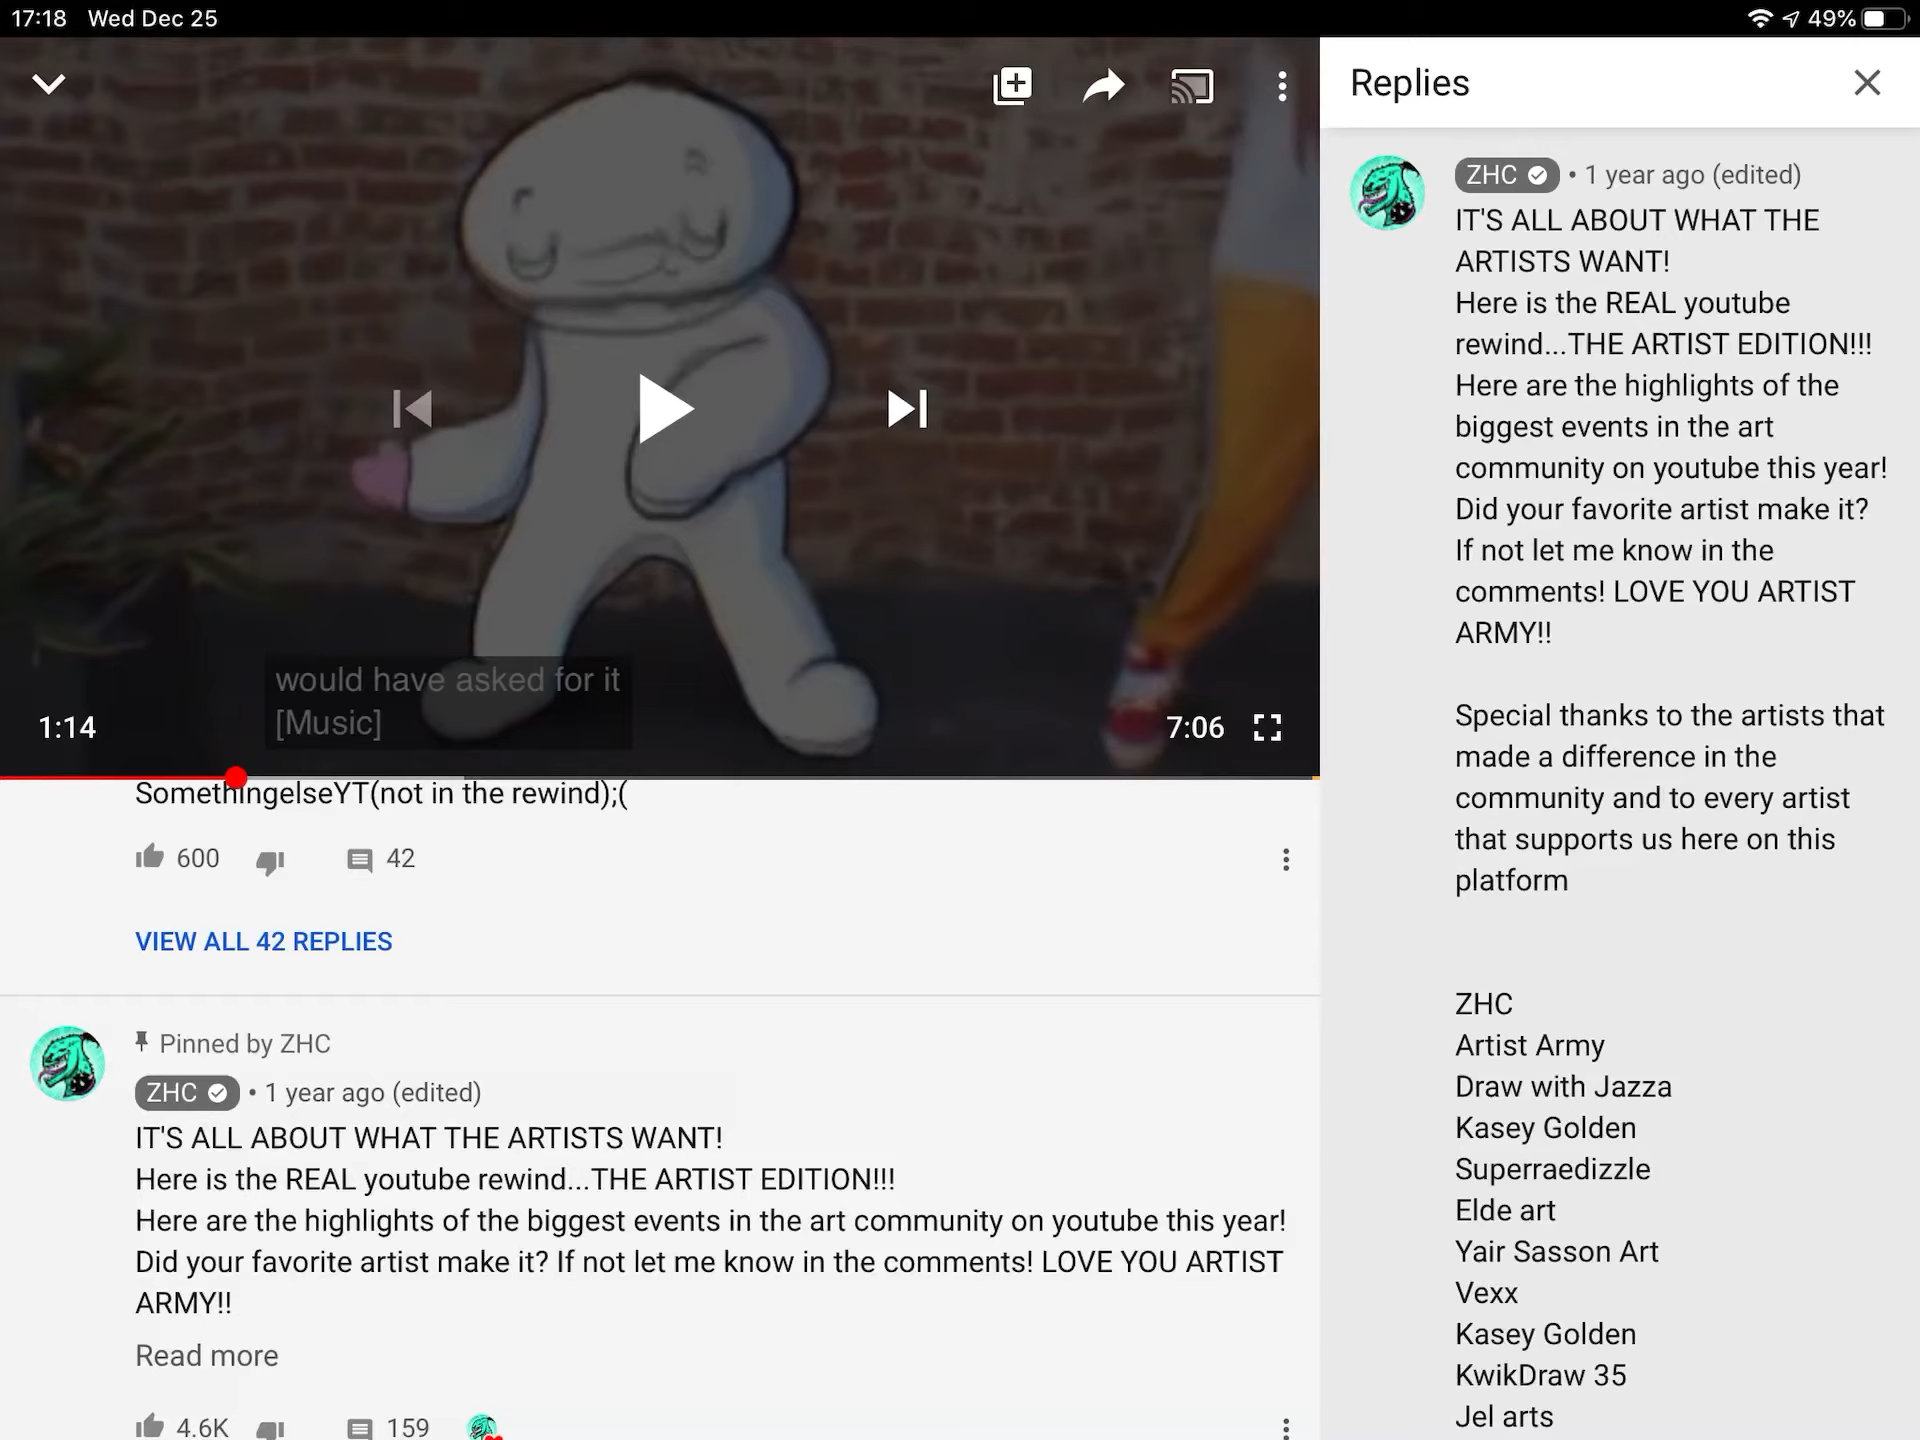 17:18 Wed Dec 25
49%
would have asked for it
[Music]
1:14
7:06
SomethingelseYT(not in the rewind);(
600
42
VIEW ALL 42 REPLIES
Pinned by ZHC
ZHC • 1 year ago (edited)
IT'S ALL ABOUT WHAT THE ARTISTS WANT!
Here is the REAL youtube rewind...THE ARTIST EDITION!!!
Here are the highlights of the biggest events in the art community on youtube this year!
Did your favorite artist make it? If not let me know in the comments! LOVE YOU ARTIST
ARMY!!
Read more
4.6K
159
Replies
ZHC • 1 year ago (edited)
IT'S ALL ABOUT WHAT THE
ARTISTS WANT!
Here is the REAL youtube
rewind...THE ARTIST EDITION!!!
Here are the highlights of the
biggest events in the art
community on youtube this year!
Did your favorite artist make it?
If not let me know in the
comments! LOVE YOU ARTIST
ARMY!!
Special thanks to the artists that
made a difference in the
community and to every artist
that supports us here on this
platform
ZHC
Artist Army
Draw with Jazza
Kasey Golden
Superraedizzle
Elde art
Yair Sasson Art
Vexx
Kasey Golden
KwikDraw 35
Jel arts